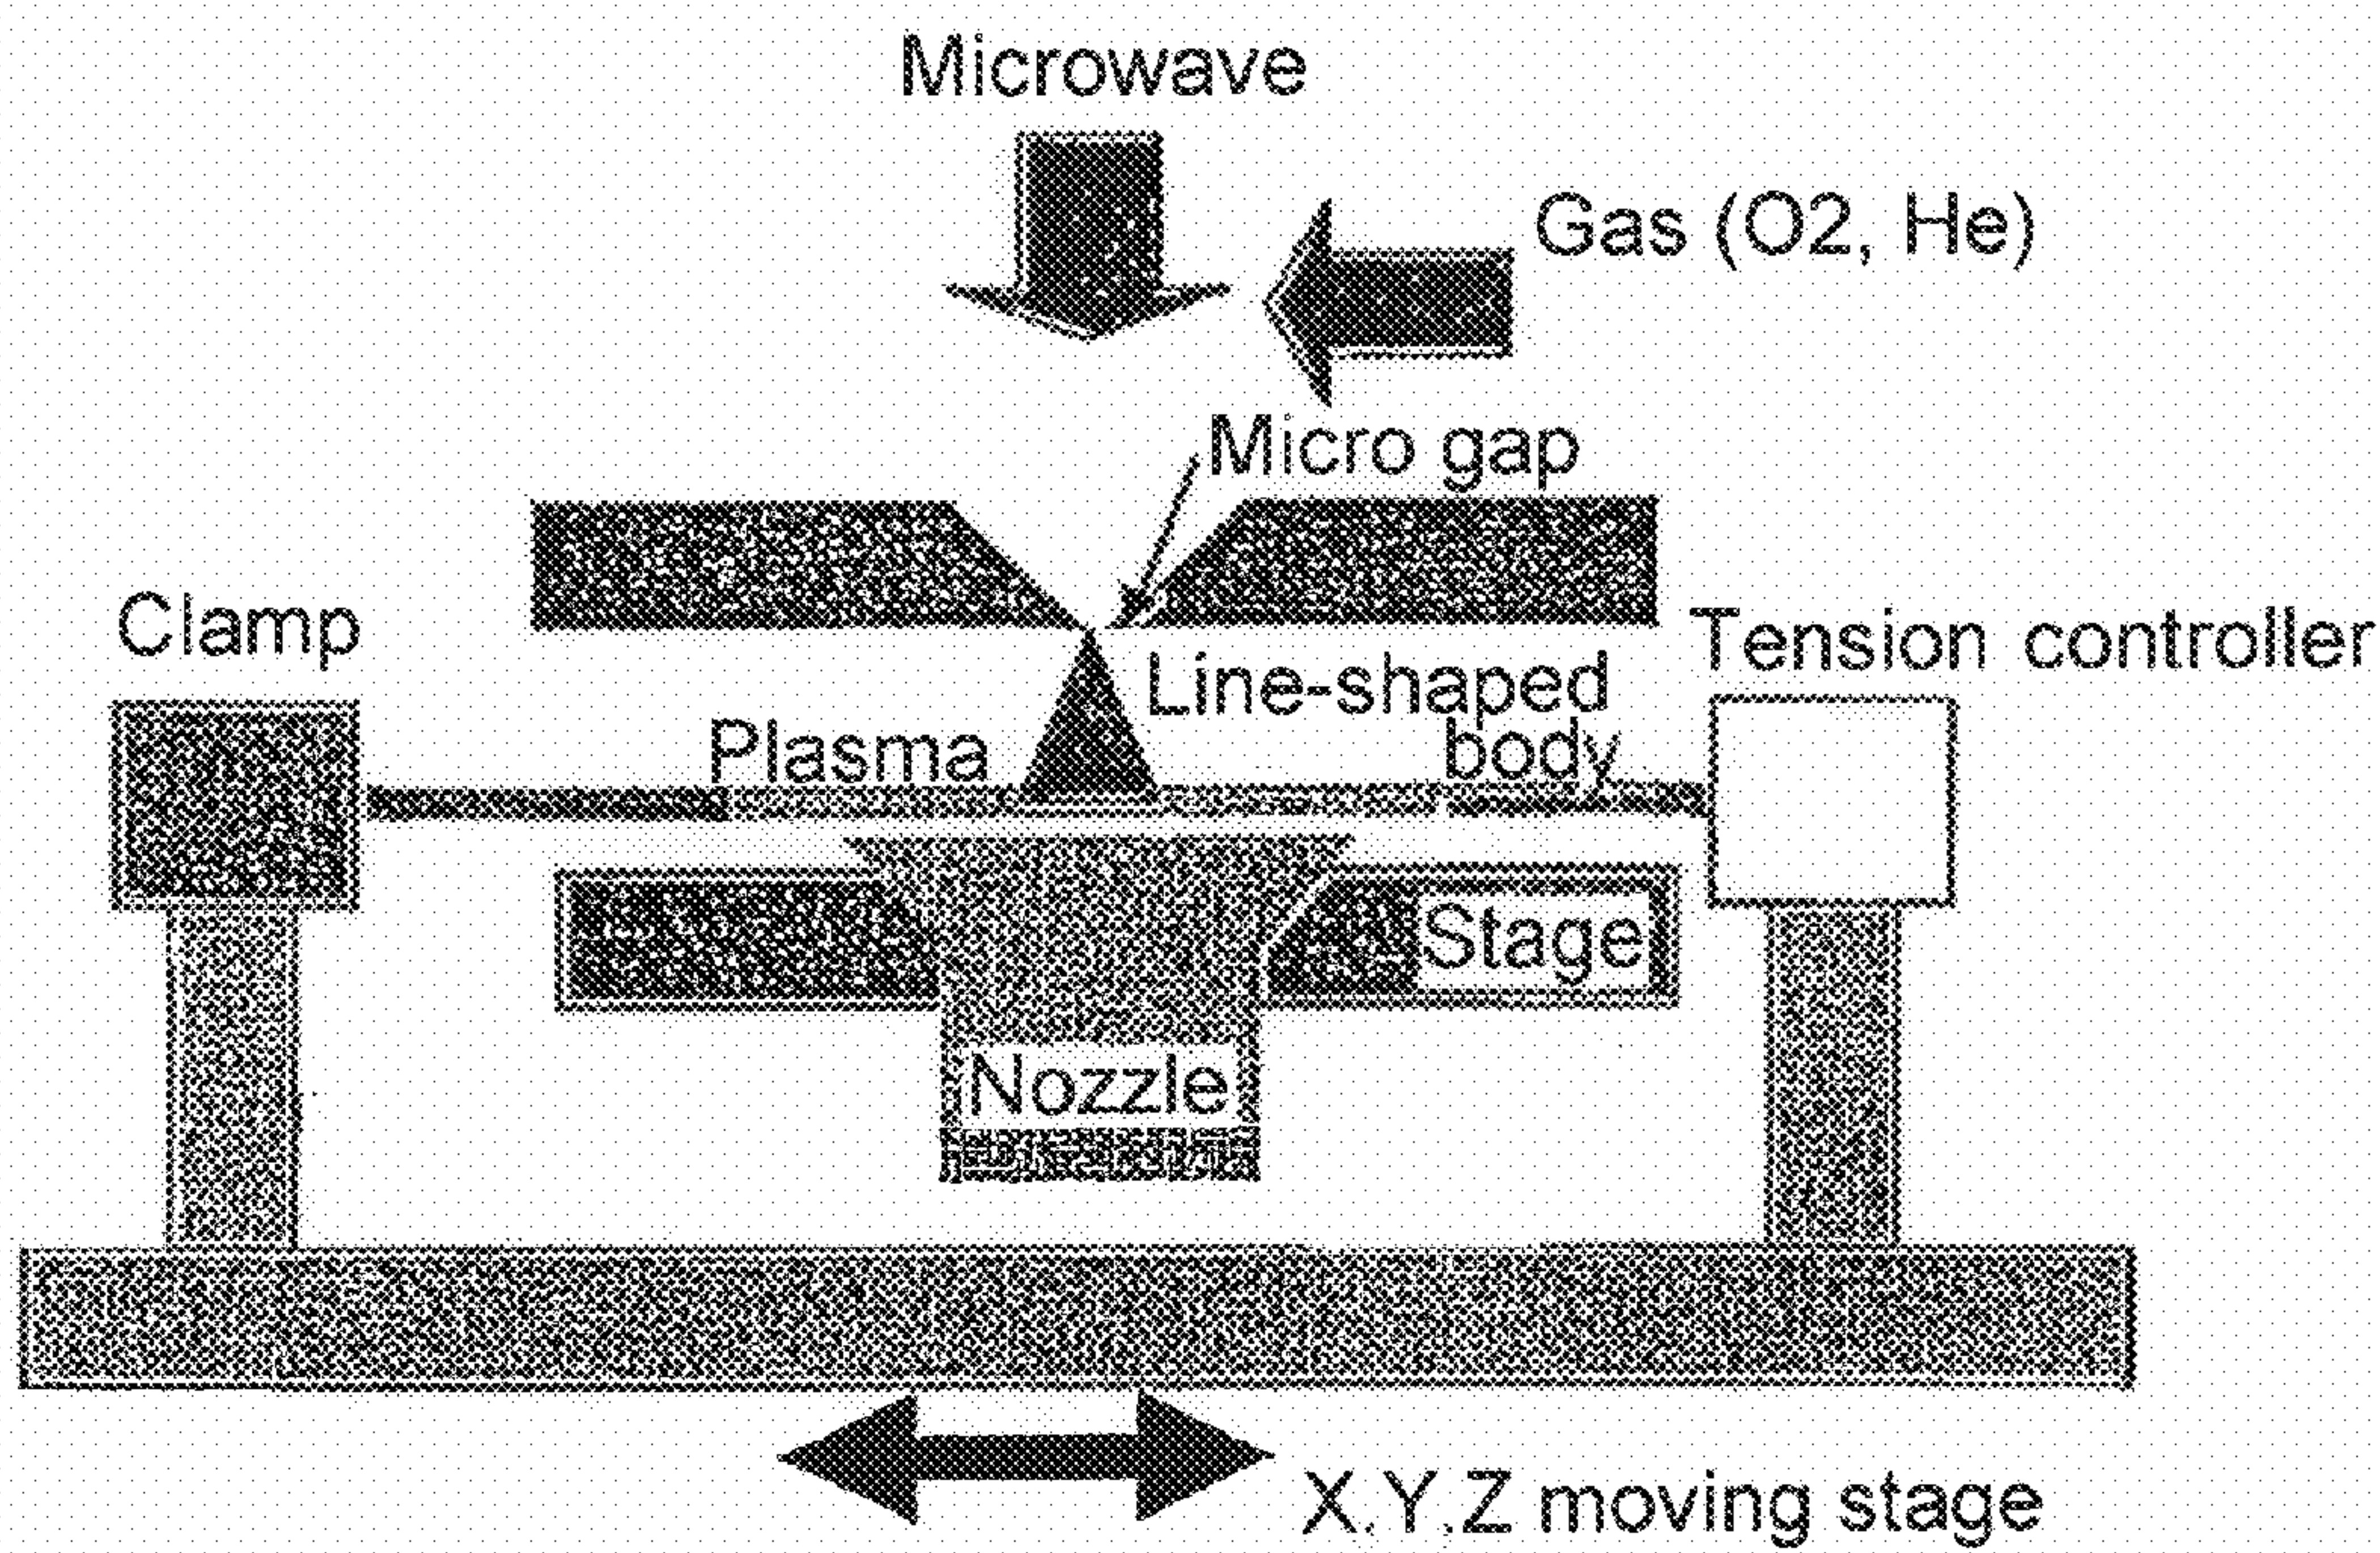 Microwave
Gas (O2, He)
Micro gap
Clamp
Tension controller
Line-shaped
body
Plasma
Stage
Nozzle
X.Y.Z moving stage